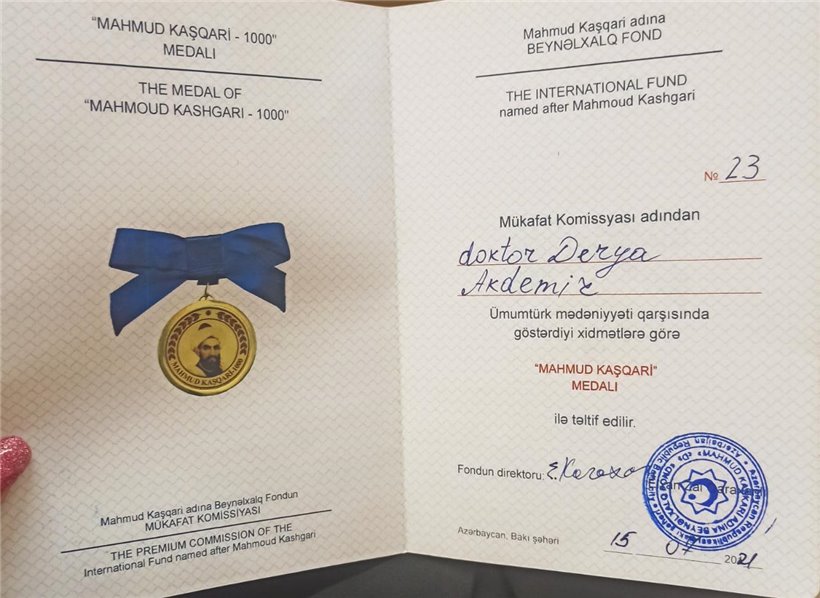 "MAHMUD KAŞQARİ - 1000"
MEDALI
THE MEDAL OF
"MAHMOUD KASHGARI - 1000"
MAHMUD KAŞQARİ-1000
Mahmud Kaşqari adına Beynəlxalq Fondun
MÜKAFAT KOMİSSİYASI
THE PREMIUM COMMISSION OF THE
International Fund named after Mahmoud Kashgari
Mahmud Kaşqari adına
BEYNƏLXALQ FOND
THE INTERNATIONAL FUND
named after Mahmoud Kashgari
№ 23
Mükafat Komissyası adından
doktor Derya
Akdemir
Ümumtürk mədəniyyəti qarşısında
göstərdiyi xidmətlərə görə
"MAHMUD KAŞQARİ"
MEDALI
ilə təltif edilir.
Fondun direktoru:
Azərbaycan, Bakı şəhəri
15 07 2021